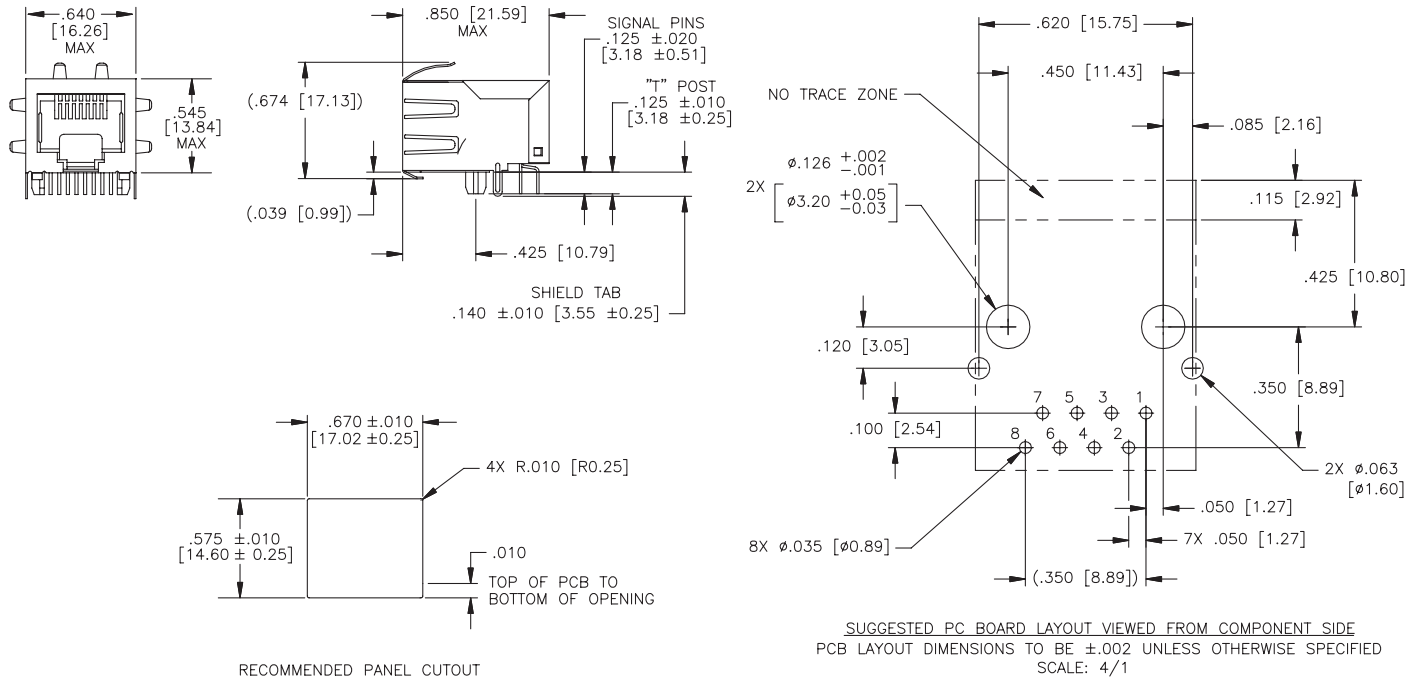 .640
[16.26]
MAX
.545
[13.84]
MAX
.850 [21.59]
MAX
(.674 [17.13])
(.039 [0.99])
SIGNAL PINS
.125 ±.020
[3.18 ±0.51]
"T" POST
.125 ±.010
[3.18 ±0.25]
.425 [10.79]
SHIELD TAB
.140 ±.010 [3.55 ±0.25]
.670 ±.010
[17.02 ±0.25]
4X R.010 [R0.25]
.575 ±.010
[14.60 ± 0.25]
.010
TOP OF PCB TO
BOTTOM OF OPENING
RECOMMENDED PANEL CUTOUT
.620 [15.75]
.450 [11.43]
NO TRACE ZONE
.085 [2.16]
ø.126 +.002
-.001
2X
[ø3.20 +0.05
-0.03]
.115 [2.92]
.425 [10.80]
.120 [3.05]
.350 [8.89]
7 5 3 1
.100 [2.54]
8 6 4 2
2X ø.063
[ø1.60]
.050 [1.27]
8X ø.035 [ø0.89]
7X .050 [1.27]
(.350 [8.89])
SUGGESTED PC BOARD LAYOUT VIEWED FROM COMPONENT SIDE
PCB LAYOUT DIMENSIONS TO BE ±.002 UNLESS OTHERWISE SPECIFIED
SCALE: 4/1